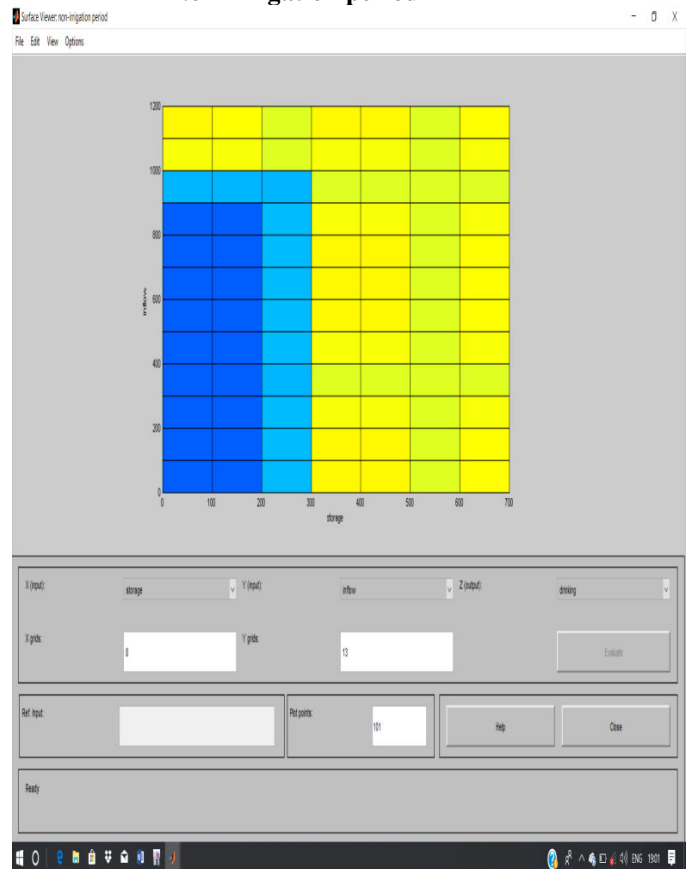 Surface Viewer: non-irrigation period
File Edit View Options
1200
1000
800
600
400
200
0
inflow
0 100 200 300 400 500 600 700
storage
X (input): storage Y (input): inflow Z (output): drinking
X grids: 8 Y grids: 13 Evaluate
Ref. Input: Plot points: 101 Help Close
Ready
ENG 1901